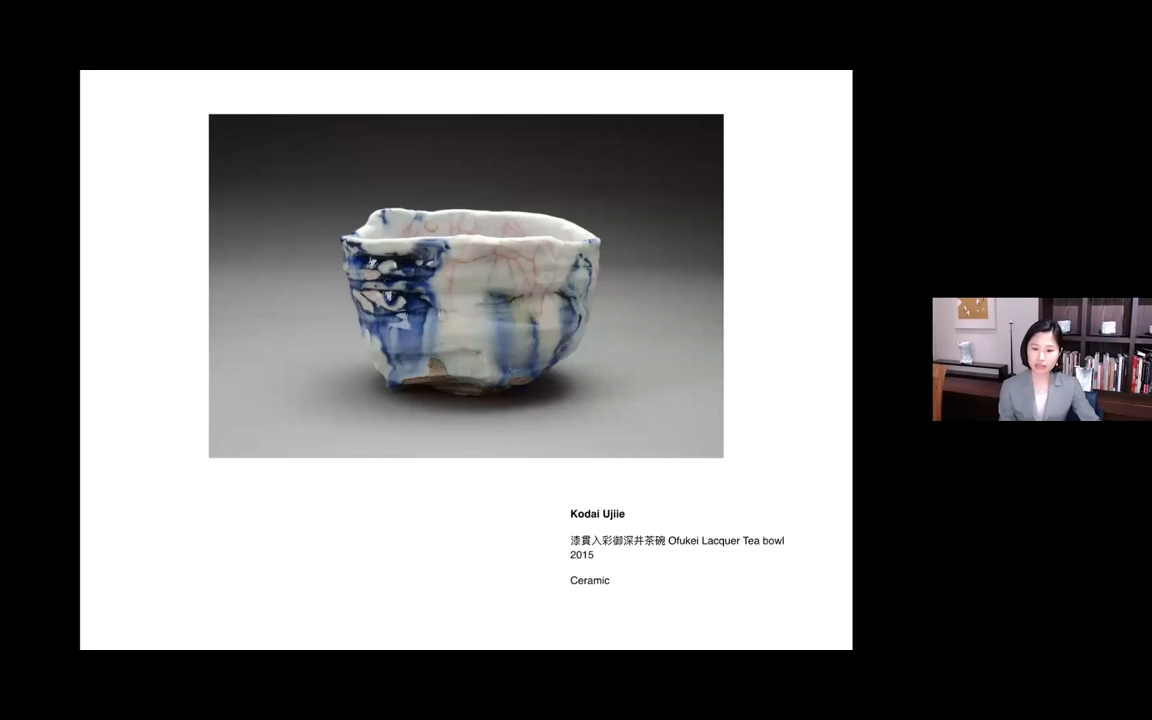 Kodai Ujiie
漆貫入彩御深井茶碗 Ofukei Lacquer Tea bowl
2015
Ceramic